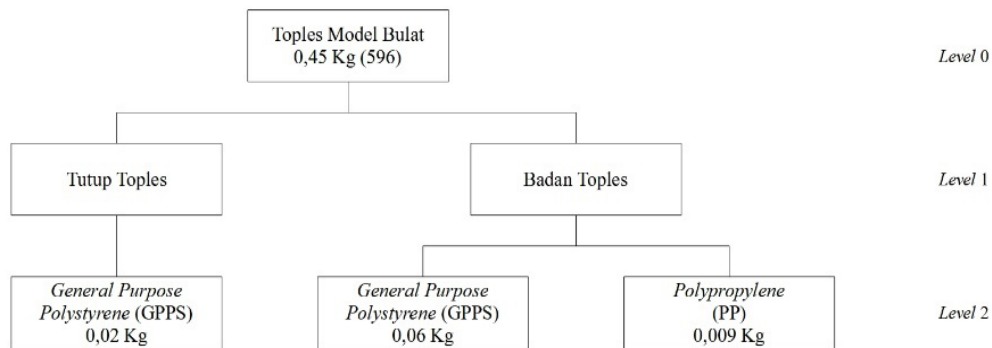 Toples Model Bulat
0,45 Kg (596)
Level 0
Tutup Toples
Badan Toples
Level 1
General Purpose
Polystyrene (GPPS)
0,02 Kg
General Purpose
Polystyrene (GPPS)
0,06 Kg
Polypropylene
(PP)
0,009 Kg
Level 2